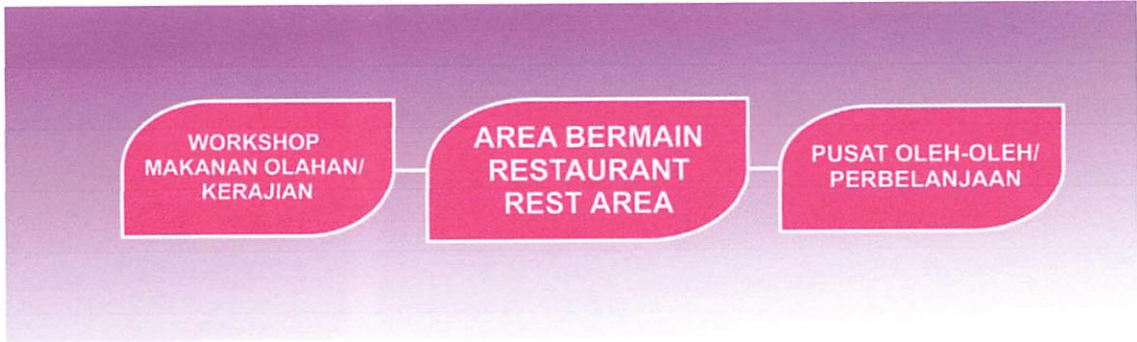 WORKSHOP
MAKANAN OLAHAN/
KERAJIAN
AREA BERMAIN
RESTAURANT
REST AREA
PUSAT OLEH-OLEH/
PERBELANJAAN